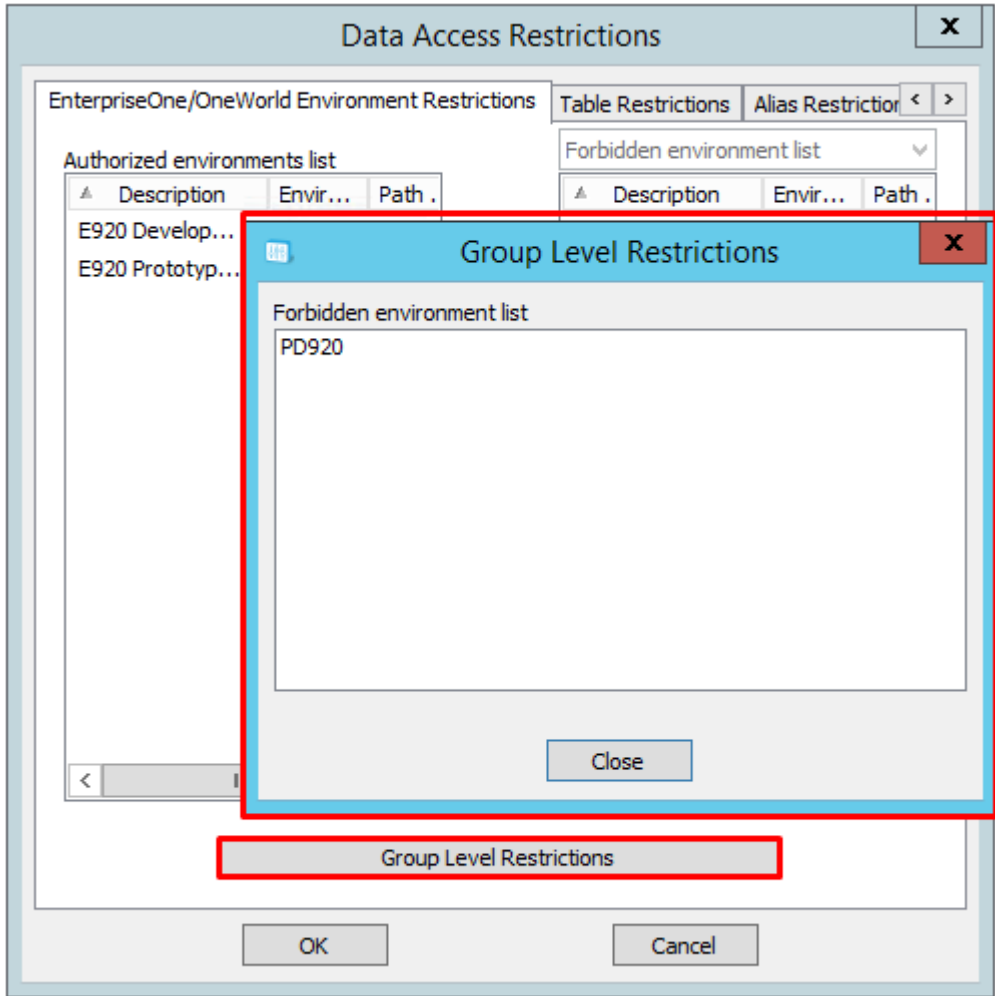 Data Access Restrictions
x
EnterpriseOne/OneWorld Environment Restrictions
Table Restrictions
Alias Restriction
Authorized environments list
Forbidden environment list
Description Envir... Path .
Description Envir... Path .
E920 Develop...
E920 Prototyp...
Group Level Restrictions
x
Forbidden environment list
PD920
Close
Group Level Restrictions
OK
Cancel